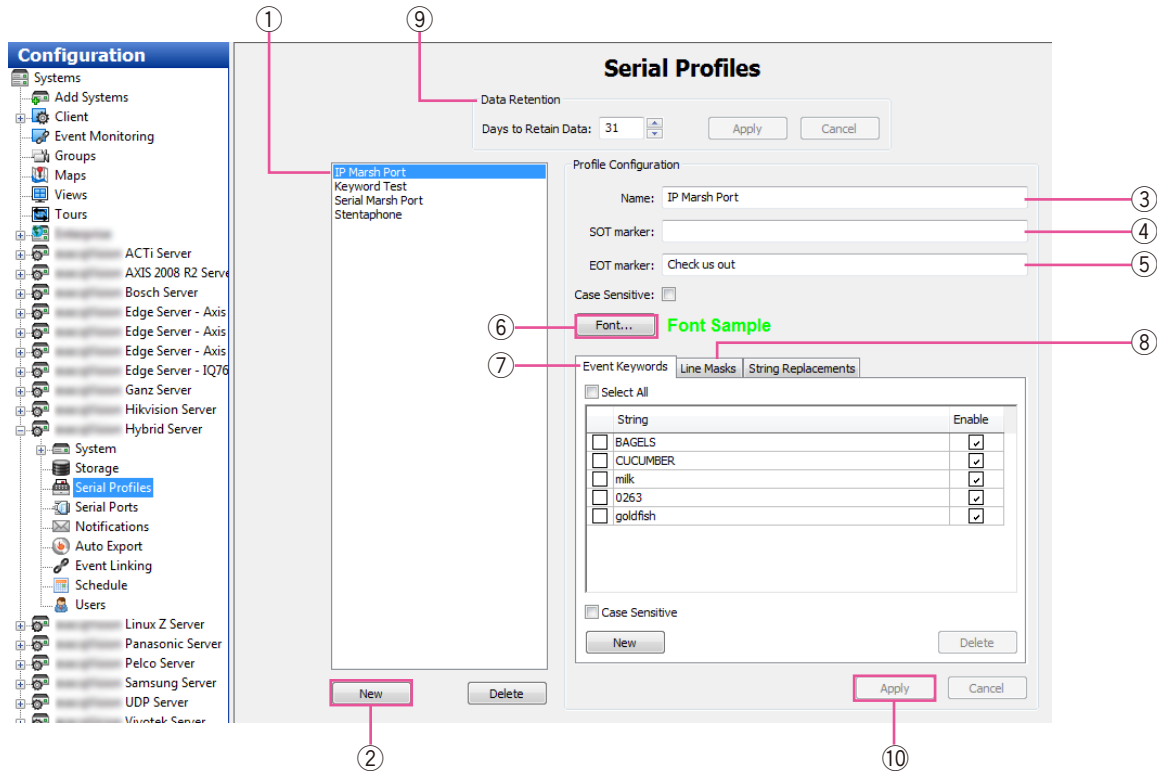 ① ⑨
Configuration
Systems
Add Systems
Client
Event Monitoring
Groups
Maps
Views
Tours
ACTi Server
AXIS 2008 R2 Serve
Bosch Server
Edge Server - Axis
Edge Server - Axis
Edge Server - Axis
Edge Server - IQ76
Ganz Server
Hikvision Server
Hybrid Server
System
Storage
Serial Profiles
Serial Ports
Notifications
Auto Export
Event Linking
Schedule
Users
Linux Z Server
Panasonic Server
Pelco Server
Samsung Server
UDP Server
Vivotek Server
Serial Profiles
Data Retention
Days to Retain Data: 31 Apply Cancel
IP Marsh Port
Keyword Test
Serial Marsh Port
Stentaphone
New Delete
②
Profile Configuration
Name: IP Marsh Port ③
SOT marker: ④
EOT marker: Check us out ⑤
Case Sensitive:
⑥ Font... Font Sample
⑦ Event Keywords Line Masks String Replacements ⑧
Select All
String Enable
BAGELS
CUCUMBER
milk
0263
goldfish
Case Sensitive
New Delete
Apply Cancel
⑩